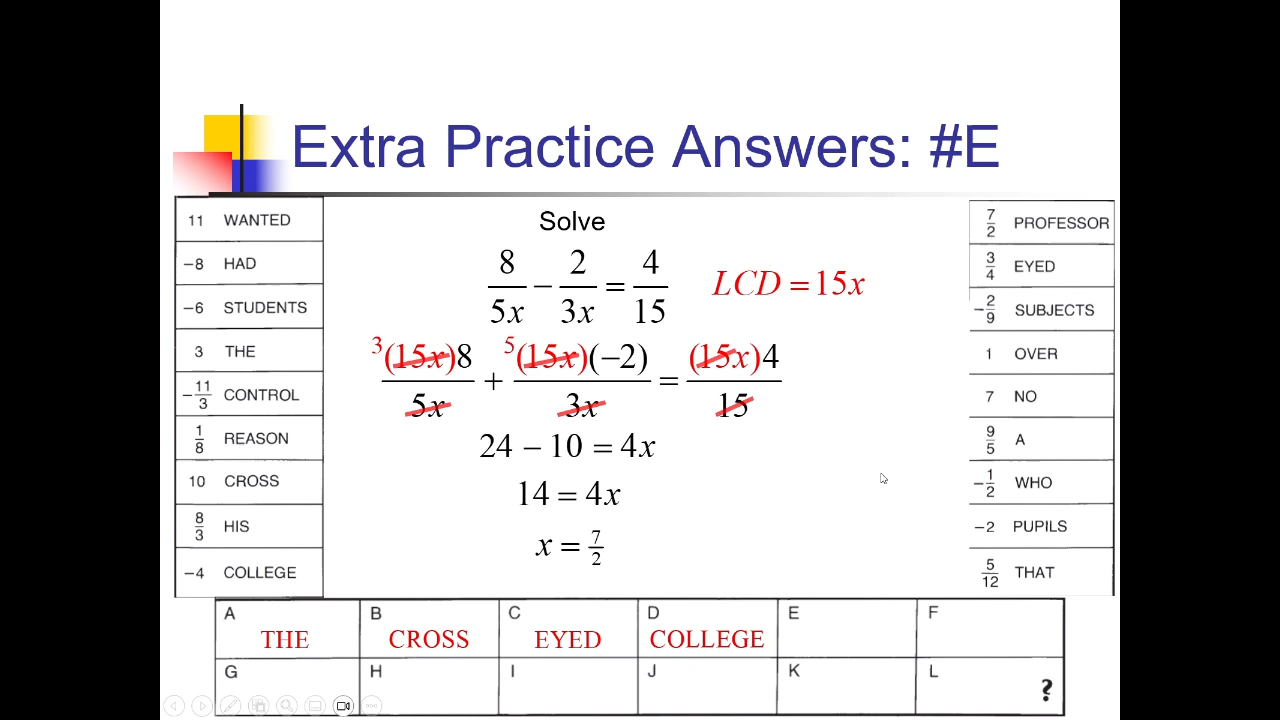 Extra Practice Answers: #E
11 WANTED
−8 HAD
−6 STUDENTS
3 THE
−11/3 CONTROL
1/8 REASON
10 CROSS
8/3 HIS
−4 COLLEGE
Solve
8/5x − 2/3x = 4/15 LCD = 15x
3(15x)8/5x + 5(15x)(−2)/3x = (15x)4/15
24 − 10 = 4x
14 = 4x
x = 7/2
7/2 PROFESSOR
3/4 EYED
−2/9 SUBJECTS
1 OVER
7 NO
9/5 A
−1/2 WHO
−2 PUPILS
5/12 THAT
A B C D E F
THE CROSS EYED COLLEGE
G H I J K L
?